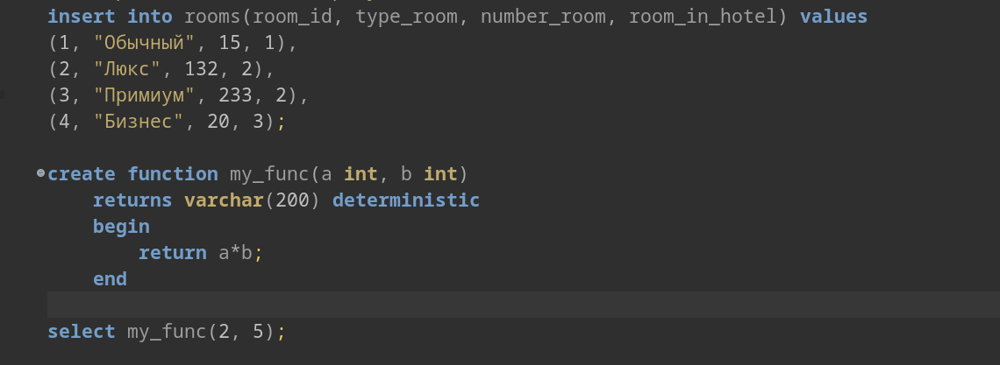 insert into rooms(room_id, type_room, number_room, room_in_hotel) values
(1, "Обычный", 15, 1),
(2, "Люкс", 132, 2),
(3, "Примиум", 233, 2),
(4, "Бизнес", 20, 3);
create function my_func(a int, b int)
returns varchar(200) deterministic
begin
return a*b;
end
select my_func(2, 5);